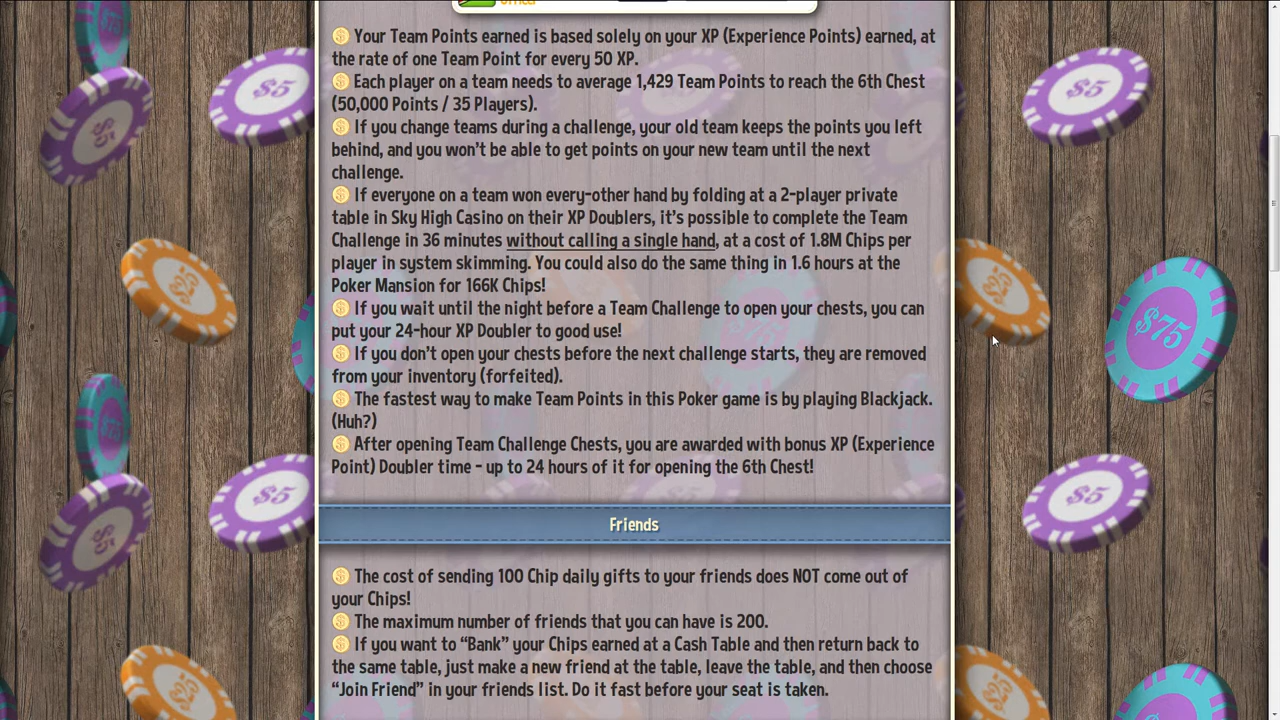 Officer
Your Team Points earned is based solely on your XP (Experience Points) earned, at
the rate of one Team Point for every 50 XP.
Each player on a team needs to average 1,429 Team Points to reach the 6th Chest
(50,000 Points / 35 Players).
If you change teams during a challenge, your old team keeps the points you left
behind, and you won't be able to get points on your new team until the next
challenge.
If everyone on a team won every-other hand by folding at a 2-player private
table in Sky High Casino on their XP Doublers, it's possible to complete the Team
Challenge in 36 minutes without calling a single hand, at a cost of 1.8M Chips per
player in system skimming. You could also do the same thing in 1.6 hours at the
Poker Mansion for 166K Chips!
If you wait until the night before a Team Challenge to open your chests, you can
put your 24-hour XP Doubler to good use!
If you don't open your chests before the next challenge starts, they are removed
from your inventory (forfeited).
The fastest way to make Team Points in this Poker game is by playing Blackjack.
(Huh?)
After opening Team Challenge Chests, you are awarded with bonus XP (Experience
Point) Doubler time - up to 24 hours of it for opening the 6th Chest!
Friends
The cost of sending 100 Chip daily gifts to your friends does NOT come out of
your Chips!
The maximum number of friends that you can have is 200.
If you want to “Bank” your Chips earned at a Cash Table and then return back to
the same table, just make a new friend at the table, leave the table, and then choose
“Join Friend” in your friends list. Do it fast before your seat is taken.
$75
$5
$5
$25
$75
$5
$5
$25
$5
$25
$75
$5
$25